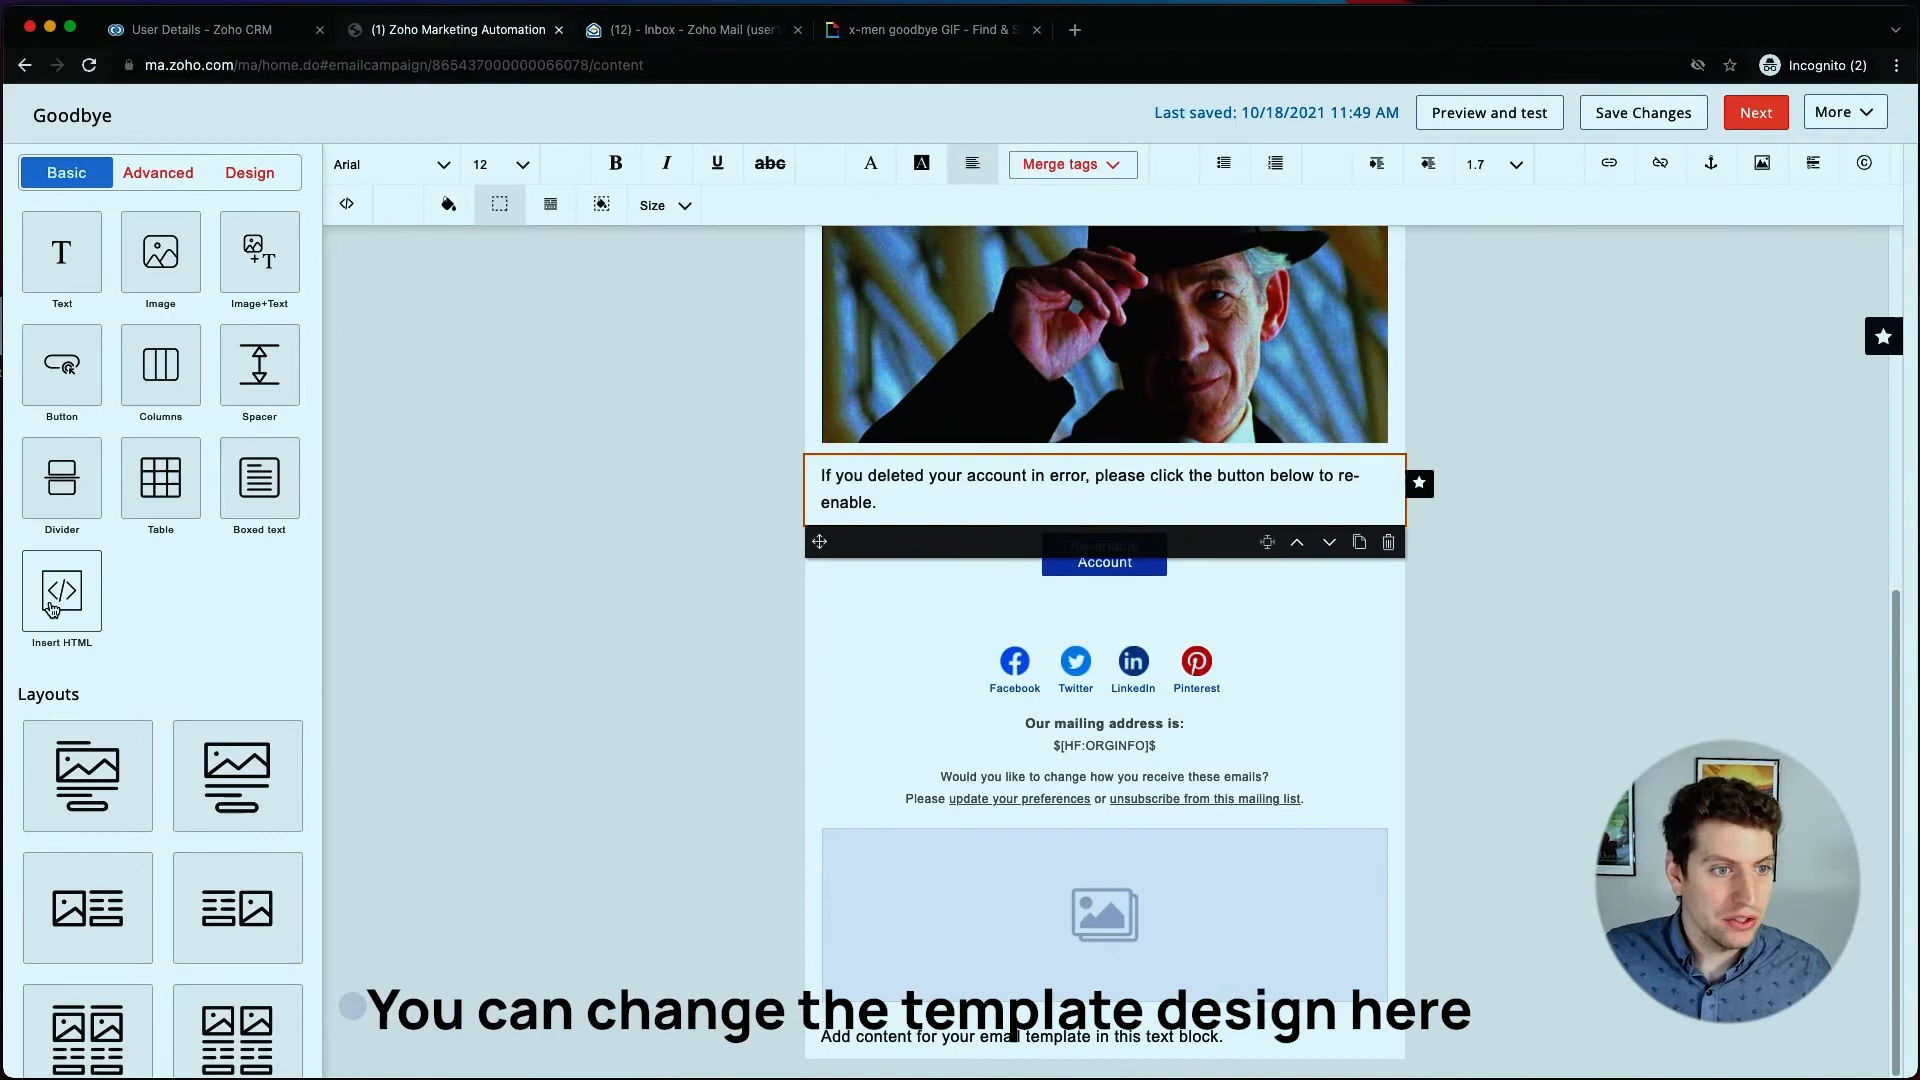 User Details - Zoho CRM
(1) Zoho Marketing Automation
(12) - Inbox - Zoho Mail (user
x-men goodbye GIF - Find & S
ma.zoho.com/ma/home.do#emailcampaign/865437000000066078/content
Incognito (2)
Goodbye
Last saved: 10/18/2021 11:49 AM
Preview and test
Save Changes
Next
More
Basic
Advanced
Design
Arial
12
B
I
U
abc
A
A
Merge tags
1.7
Size
Text
Image
Image+Text
Button
Columns
Spacer
Divider
Table
Boxed text
Insert HTML
Layouts
If you deleted your account in error, please click the button below to re-
enable.
Re-enable
Account
Facebook
Twitter
LinkedIn
Pinterest
Our mailing address is:
$[HF:ORGINFO]$
Would you like to change how you receive these emails?
Please update your preferences or unsubscribe from this mailing list.
You can change the template design here
Add content for your email template in this text block.